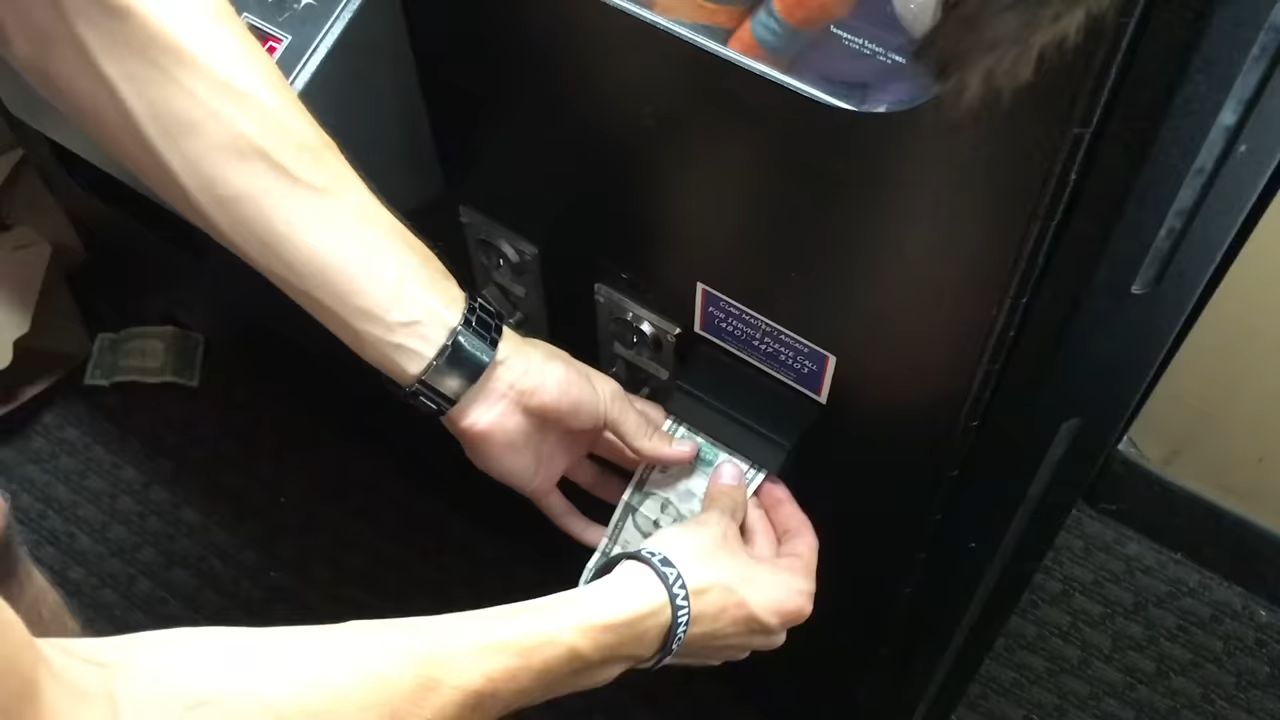 Tempered Safety Glass
CLAW MASTER'S ARCADE
FOR SERVICE PLEASE CALL
(480)-447-5303
CLAWING